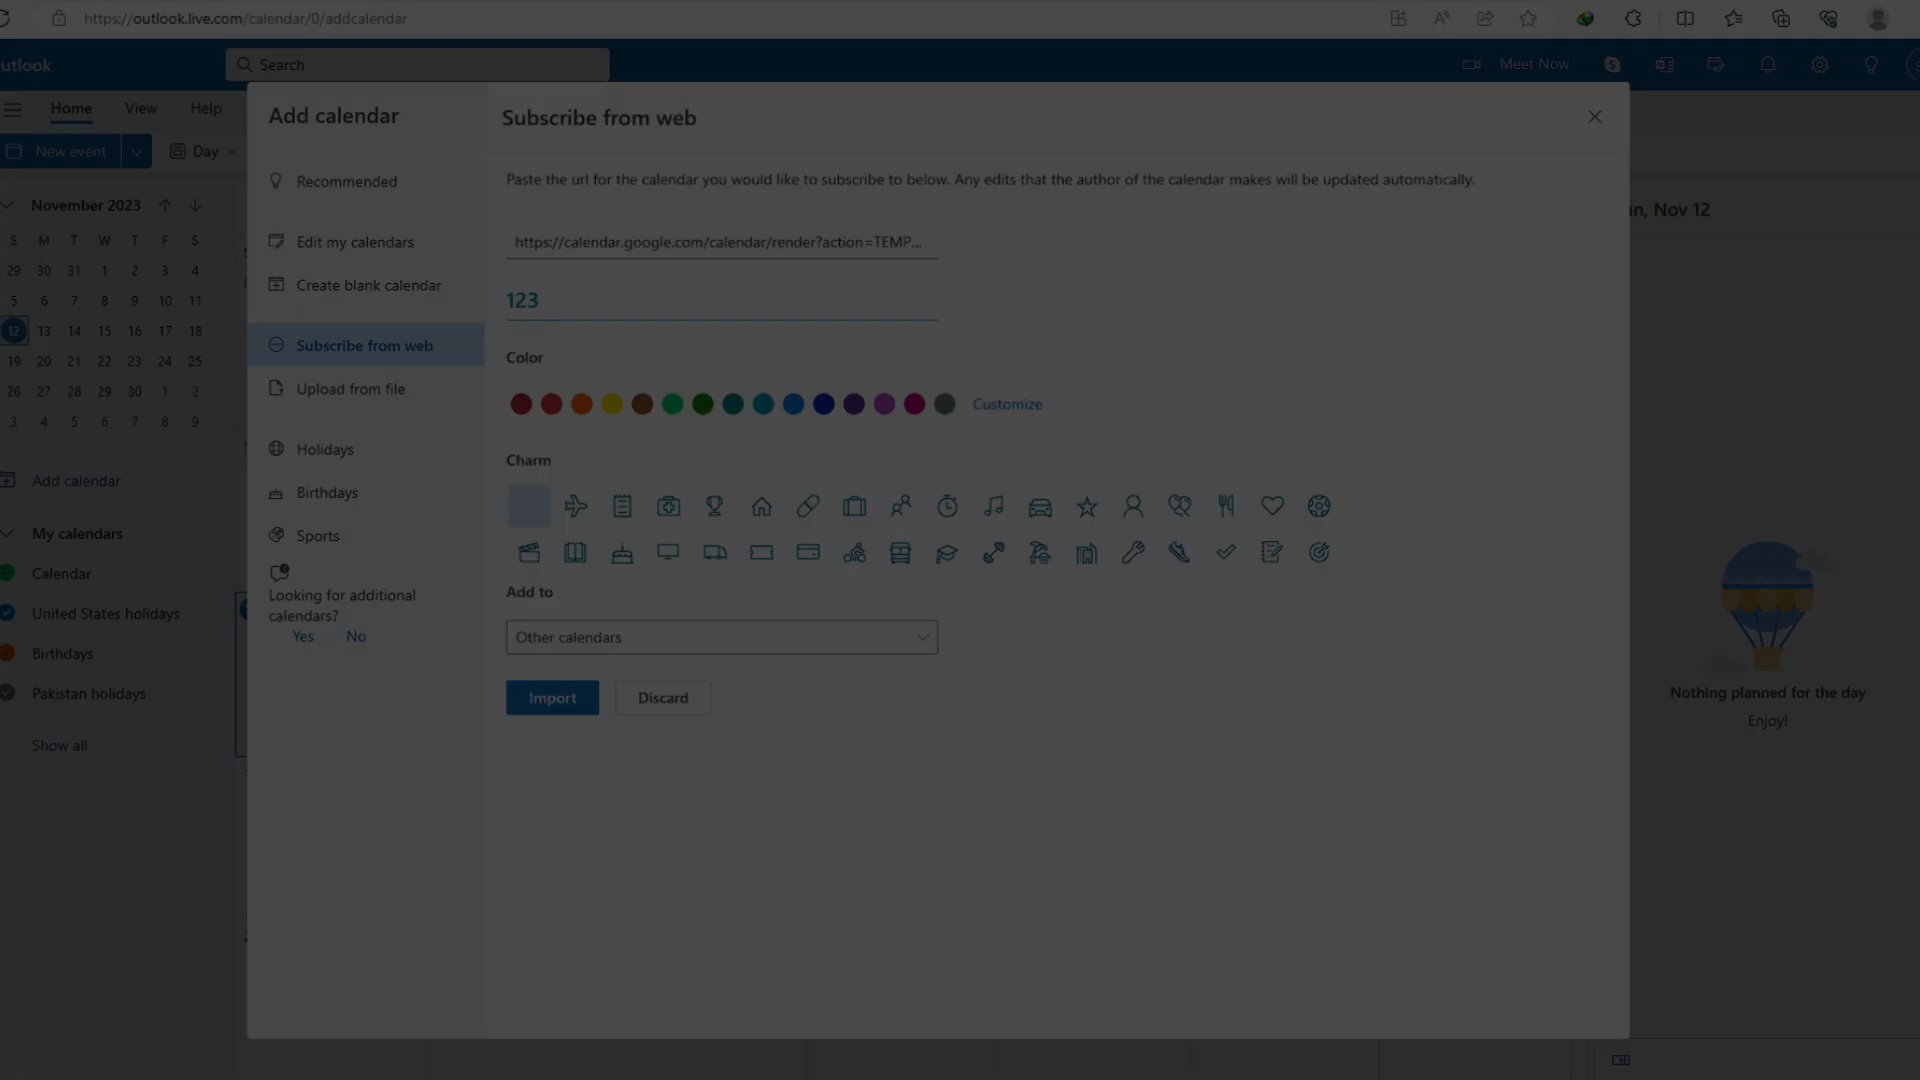 https://outlook.live.com/calendar/0/addcalendar
utlook
Search
Meet Now
Home
View
Help
New event
Day
Add calendar
Subscribe from web
Recommended
Paste the url for the calendar you would like to subscribe to below. Any edits that the author of the calendar makes will be updated automatically.
November 2023
n, Nov 12
S M T W T F S
29 30 31 1 2 3 4
5 6 7 8 9 10 11
12 13 14 15 16 17 18
19 20 21 22 23 24 25
26 27 28 29 30 1 2
3 4 5 6 7 8 9
Edit my calendars
https://calendar.google.com/calendar/render?action=TEMP...
Create blank calendar
123
Subscribe from web
Color
Upload from file
Customize
Holidays
Charm
Birthdays
Sports
Looking for additional
calendars?
Yes No
Add to
Other calendars
Import
Discard
Add calendar
My calendars
Calendar
United States holidays
Birthdays
Pakistan holidays
Show all
Nothing planned for the day
Enjoy!